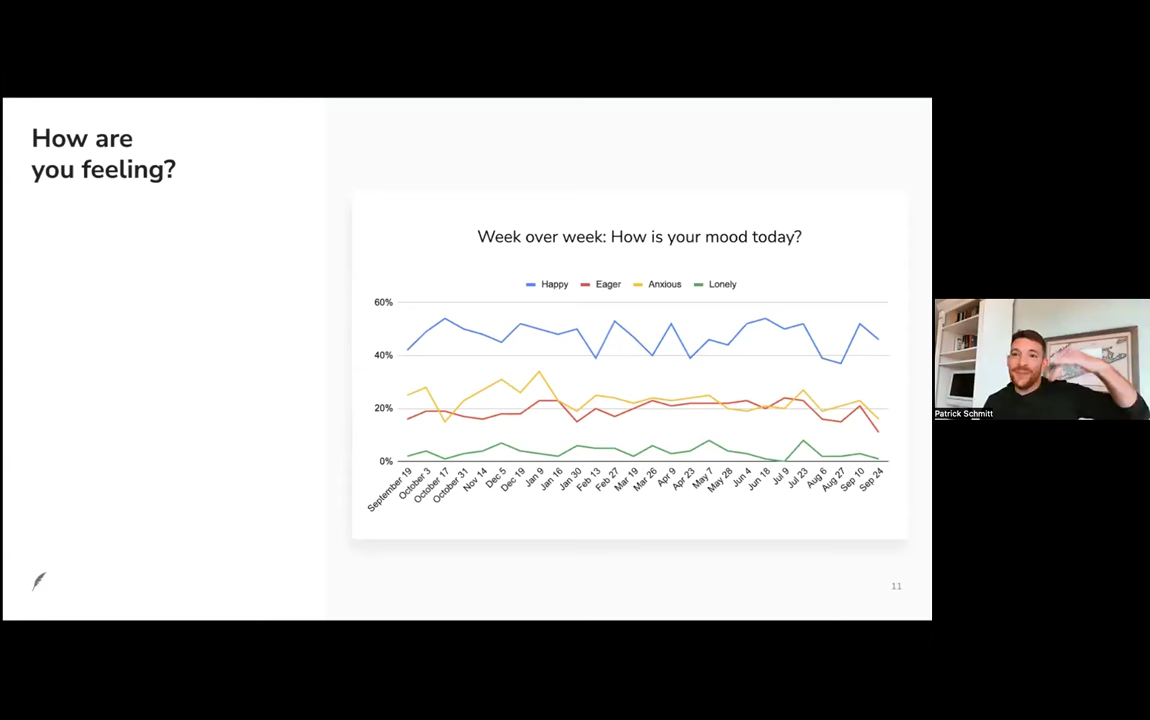 How are
you feeling?
Week over week: How is your mood today?
Happy Eager Anxious Lonely
60%
40%
20%
0%
September 19 October 3 October 17 October 31 Nov 14 Dec 5 Dec 19 Jan 9 Jan 16 Jan 30 Feb 13 Feb 27 Mar 19 Mar 26 Apr 9 Apr 23 May 7 May 28 Jun 4 Jun 18 Jul 9 Jul 23 Aug 6 Aug 27 Sep 10 Sep 24
11
Patrick Schmitt